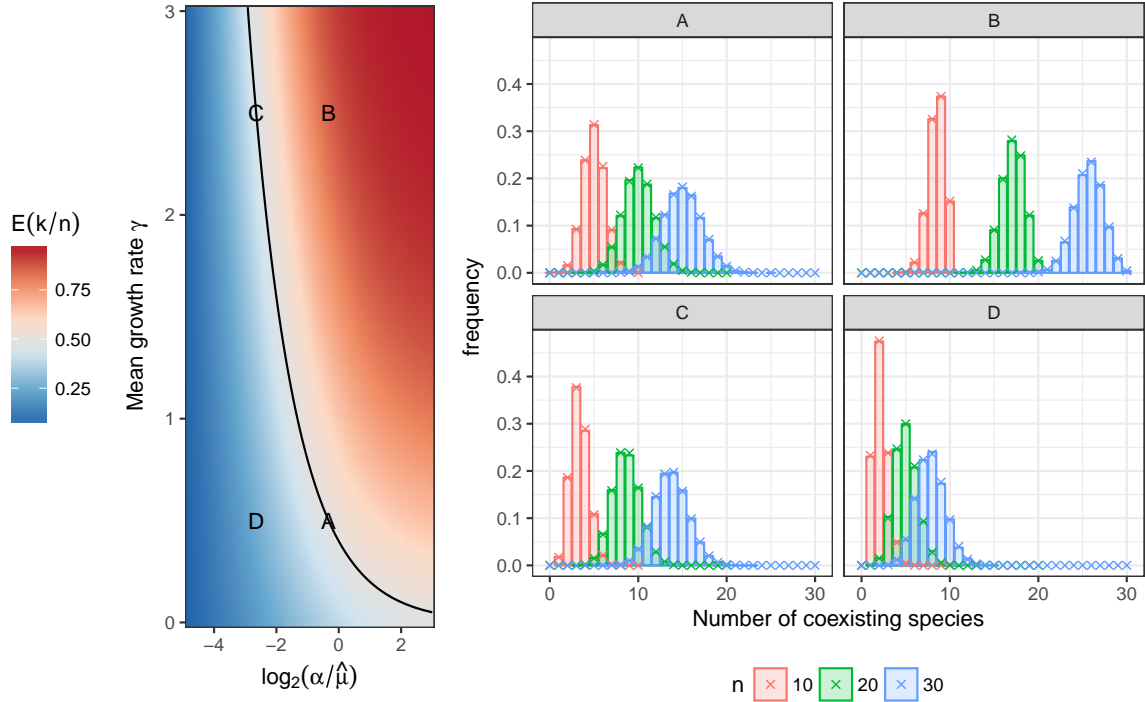 E(k/n)
0.75
0.50
0.25
Mean growth rate γ
3
2
1
0
C
B
D
A
−4 −2 0 2
log₂(α/μ̂)
A B
frequency
0.4
0.3
0.2
0.1
0.0
C D
0.4
0.3
0.2
0.1
0.0
0 10 20 30 0 10 20 30
Number of coexisting species
n 10 20 30